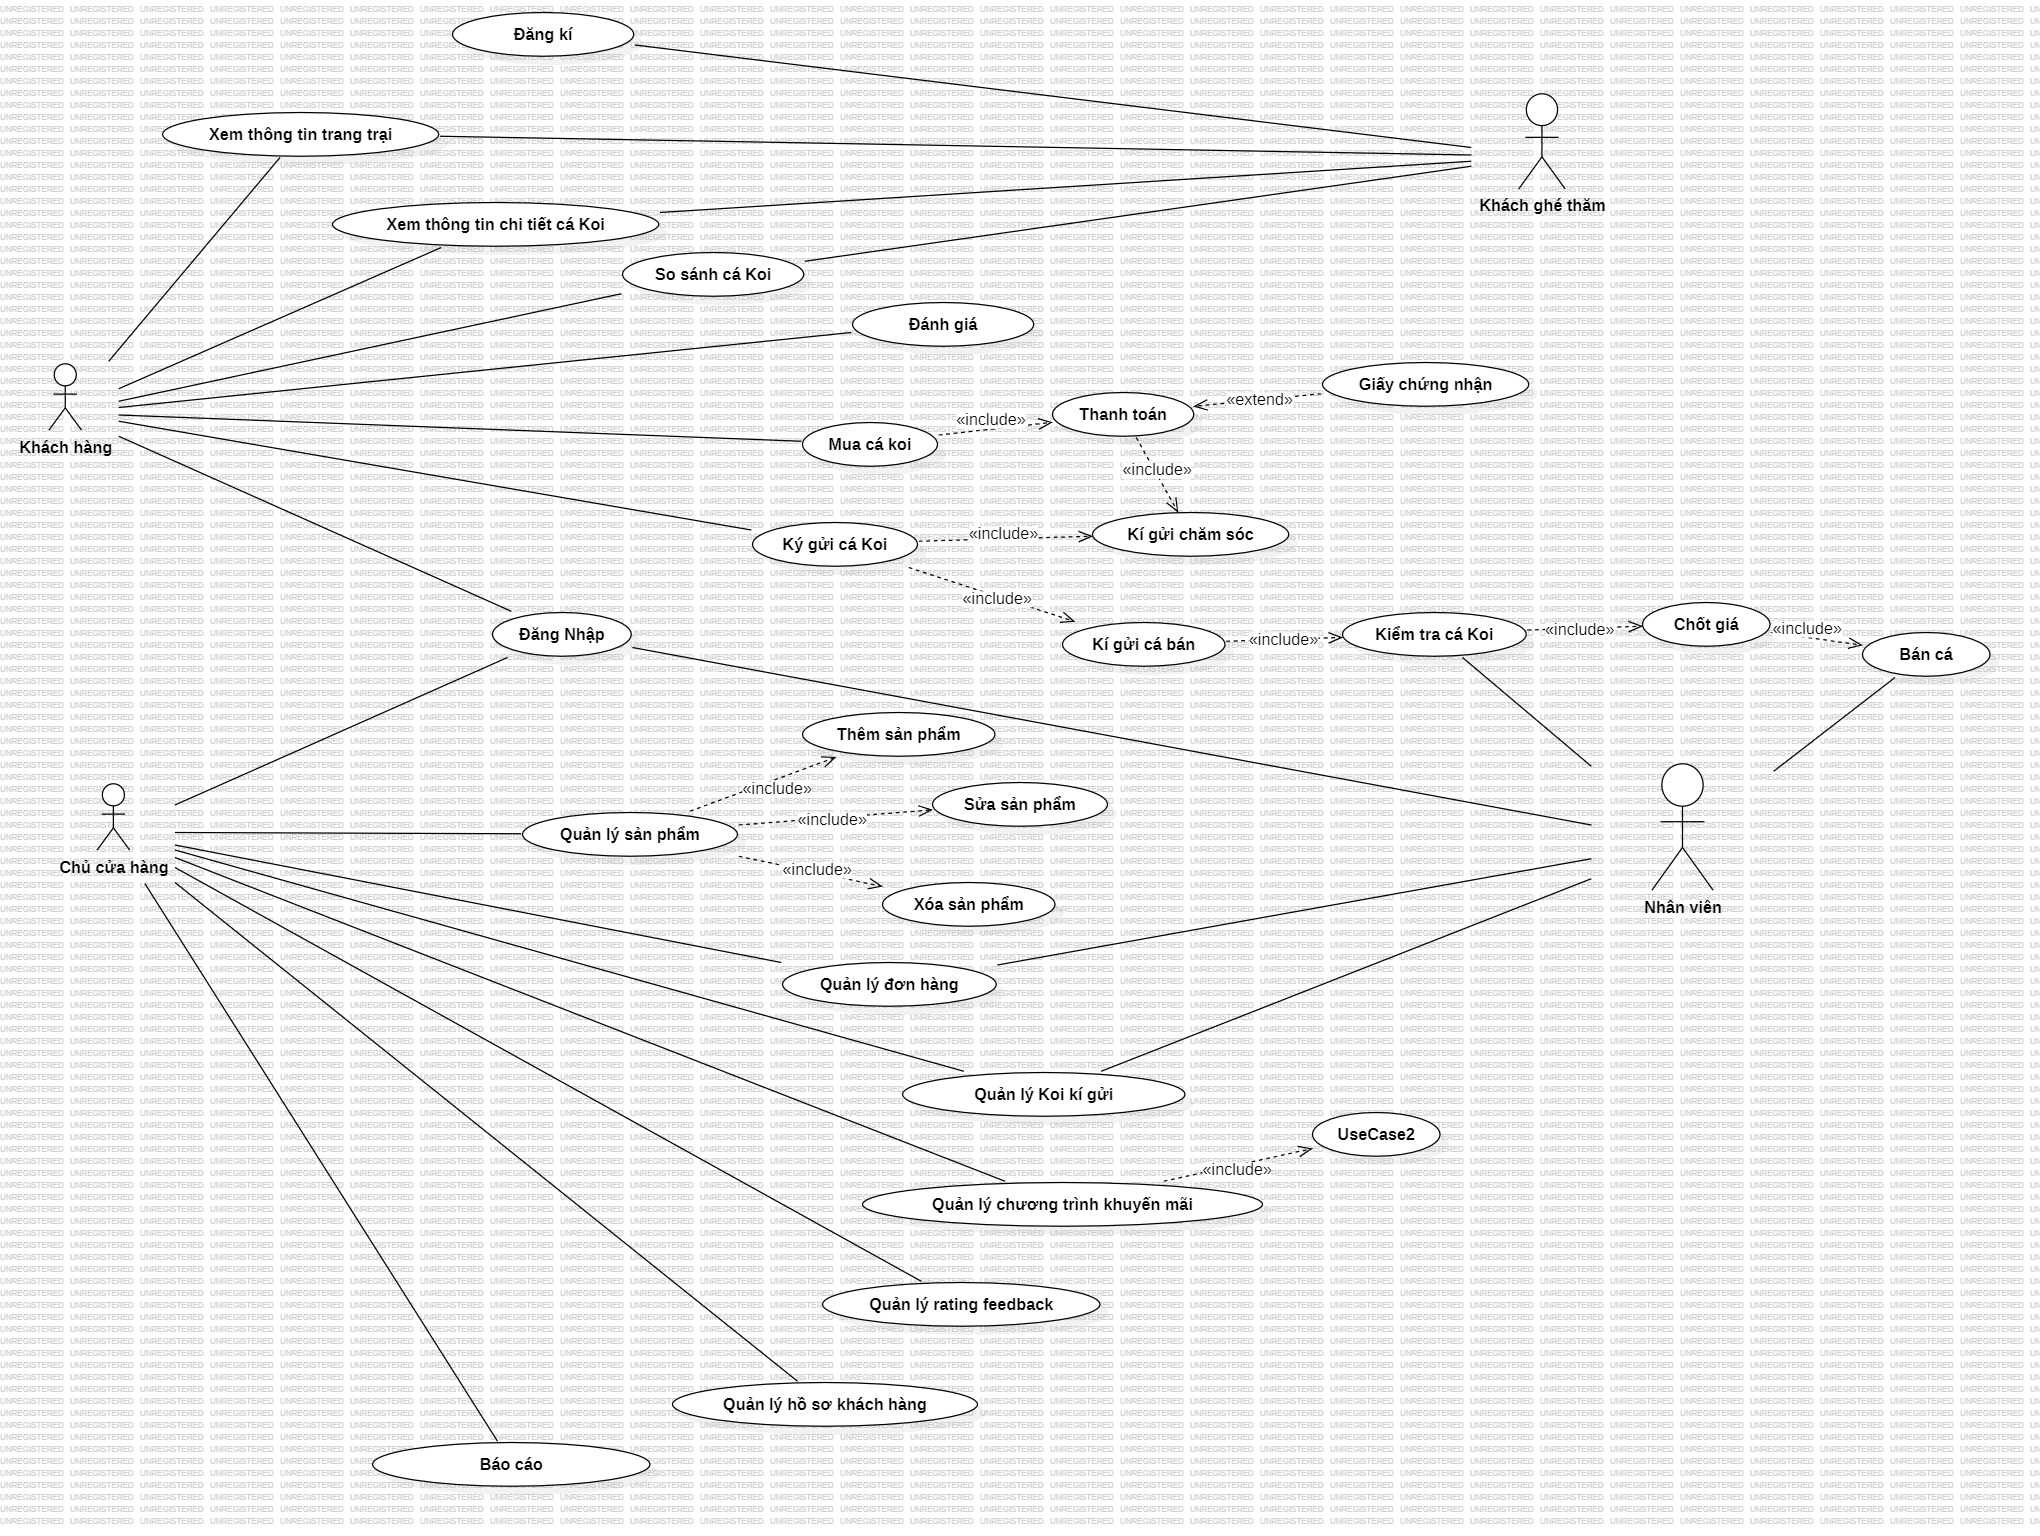 Đăng kí
Xem thông tin trang trại
Khách ghé thăm
Xem thông tin chi tiết cá Koi
So sánh cá Koi
Đánh giá
Giấy chứng nhận
«extend»
Thanh toán
«include»
Mua cá koi
Khách hàng
«include»
«include»
Kí gửi chăm sóc
Ký gửi cá Koi
«include»
Đăng Nhập
Kí gửi cá bán
«include»
Kiểm tra cá Koi
«include»
Chốt giá
«include»
Bán cá
Thêm sản phẩm
«include»
Sửa sản phẩm
«include»
Quản lý sản phẩm
Chủ cửa hàng
«include»
Xóa sản phẩm
Nhân viên
Quản lý đơn hàng
Quản lý Koi kí gửi
UseCase2
«include»
Quản lý chương trình khuyến mãi
Quản lý rating feedback
Quản lý hồ sơ khách hàng
Báo cáo
UNREGISTERED